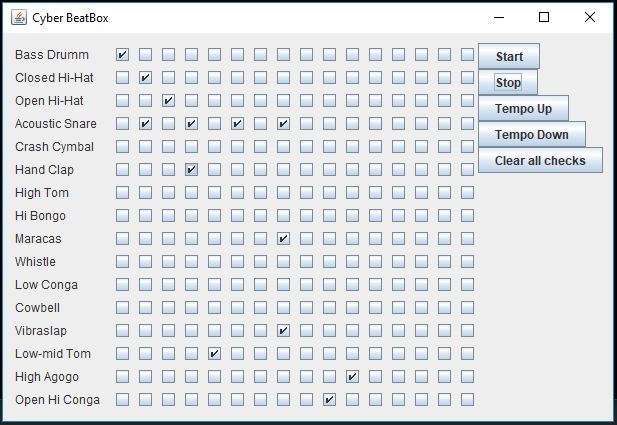 Cyber BeatBox
Bass Drumm
Closed Hi-Hat
Open Hi-Hat
Acoustic Snare
Crash Cymbal
Hand Clap
High Tom
Hi Bongo
Maracas
Whistle
Low Conga
Cowbell
Vibraslap
Low-mid Tom
High Agogo
Open Hi Conga
Start
Stop
Tempo Up
Tempo Down
Clear all checks